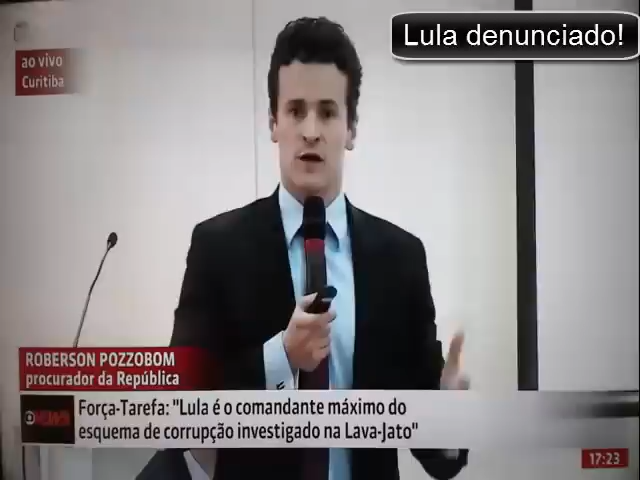 Lula denunciado!
ao vivo
Curitiba
ROBERSON POZZOBOM
procurador da República
Força-Tarefa: "Lula é o comandante máximo do
esquema de corrupção investigado na Lava-Jato"
17:23